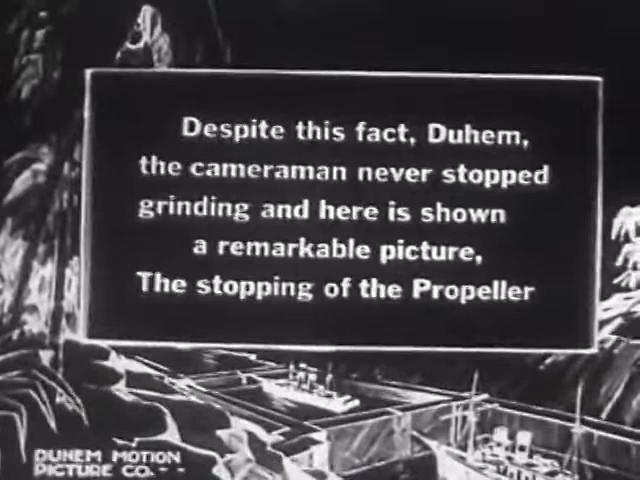 Despite this fact, Duhem,
the cameraman never stopped
grinding and here is shown
a remarkable picture,
The stopping of the Propeller
DUHEM MOTION
PICTURE CO.--